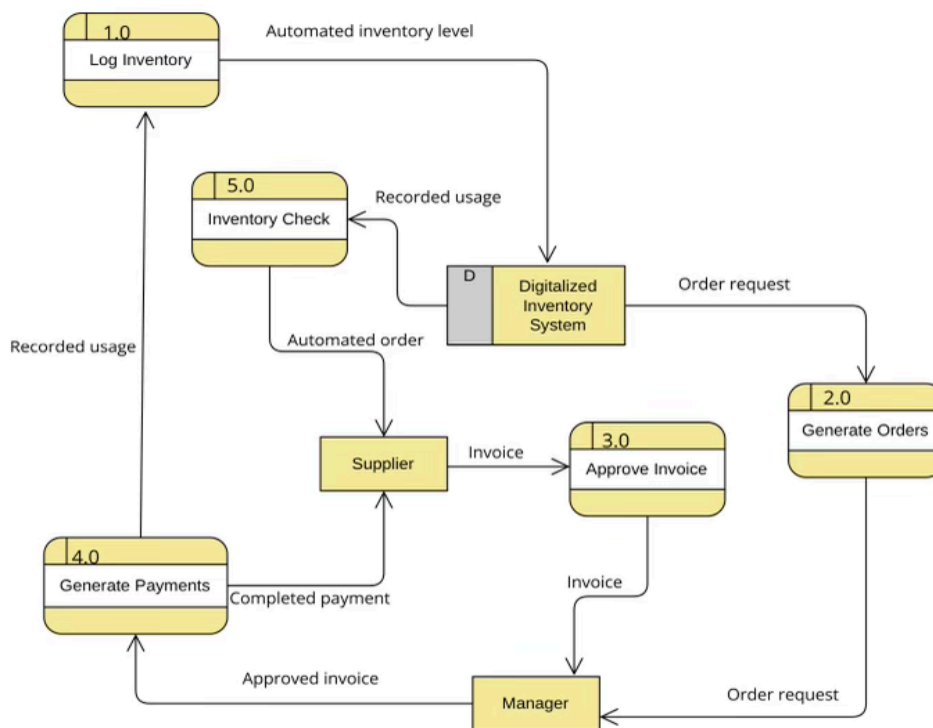 1.0
Log Inventory
Automated inventory level
5.0
Inventory Check
Recorded usage
D
Digitalized
Inventory
System
Order request
Automated order
Recorded usage
2.0
Generate Orders
Supplier
Invoice
3.0
Approve Invoice
4.0
Generate Payments
Completed payment
Invoice
Approved invoice
Manager
Order request